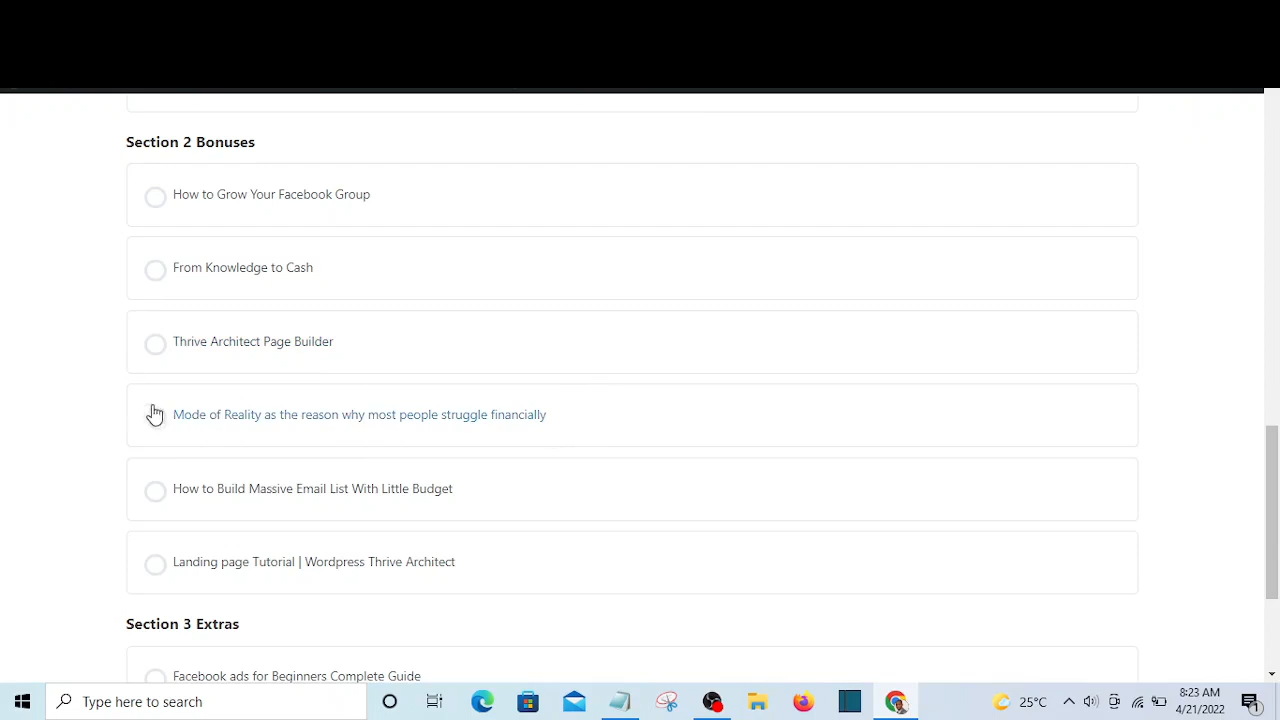 Section 2 Bonuses
How to Grow Your Facebook Group
From Knowledge to Cash
Thrive Architect Page Builder
Mode of Reality as the reason why most people struggle financially
How to Build Massive Email List With Little Budget
Landing page Tutorial | Wordpress Thrive Architect
Section 3 Extras
Facebook ads for Beginners Complete Guide
Type here to search
25°C
8:23 AM
4/21/2022
1